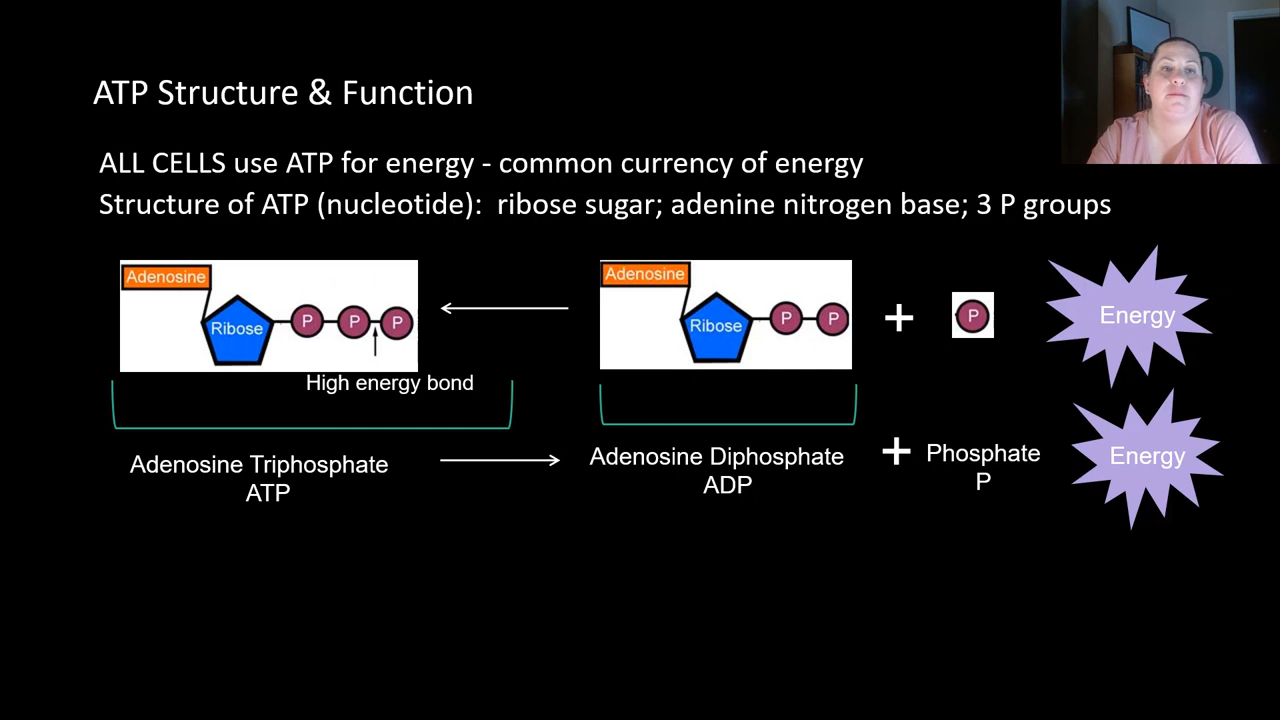 ATP Structure & Function
ALL CELLS use ATP for energy - common currency of energy
Structure of ATP (nucleotide): ribose sugar; adenine nitrogen base; 3 P groups
Adenosine
Ribose
P
P
P
High energy bond
Adenosine
Ribose
P
P
+
P
Energy
Adenosine Triphosphate
ATP
Adenosine Diphosphate
ADP
+
Phosphate
P
Energy